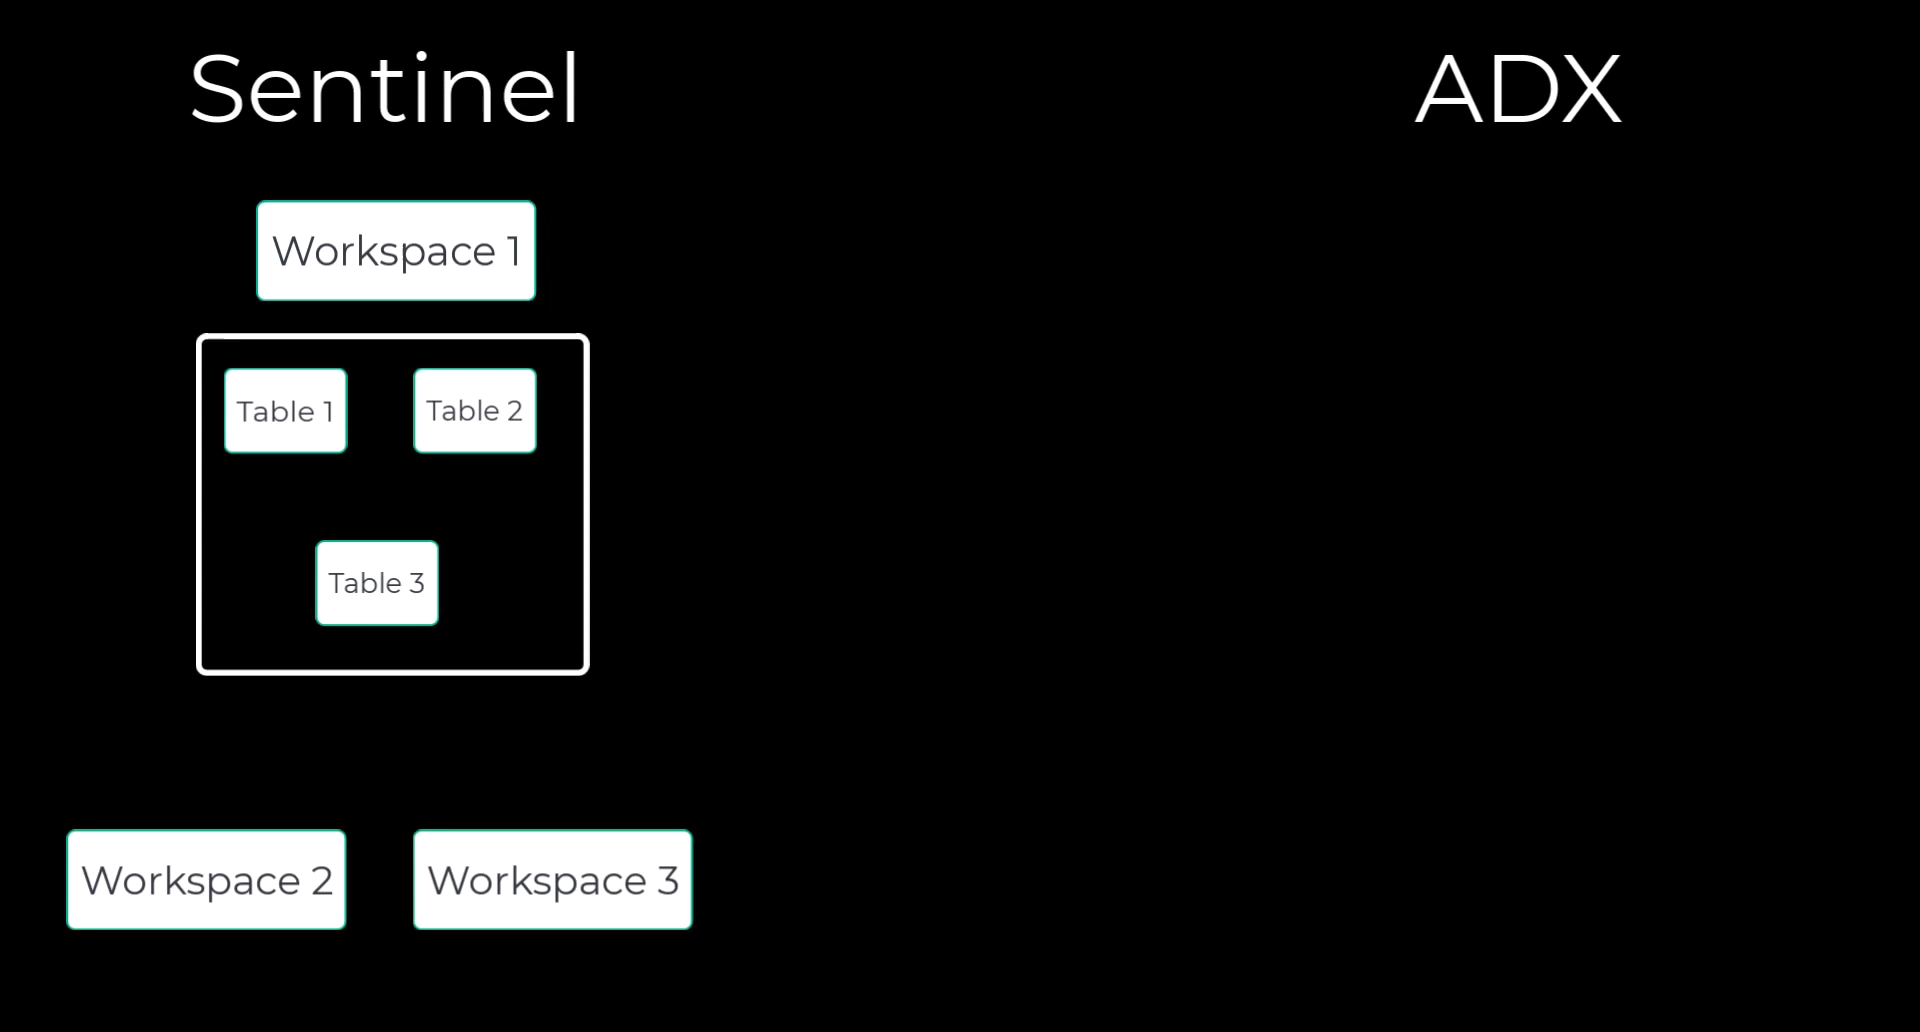 Sentinel
ADX
Workspace 1
Table 1
Table 2
Table 3
Workspace 2
Workspace 3